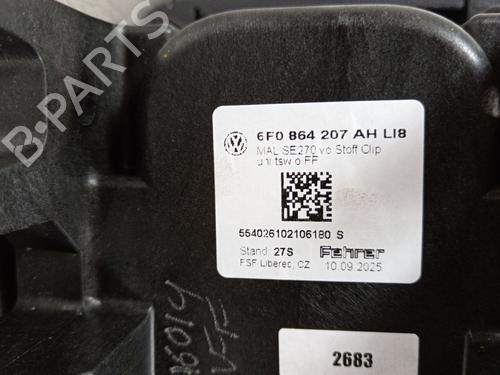 B-PARTS
6F0 864 207 AH LI8
MAL SE270 vo Stoff Clip
unitsw o FF
554026102106180 S
Stand: 27S
Fehrer
FSF Liberec, CZ
10.09.2025
2683